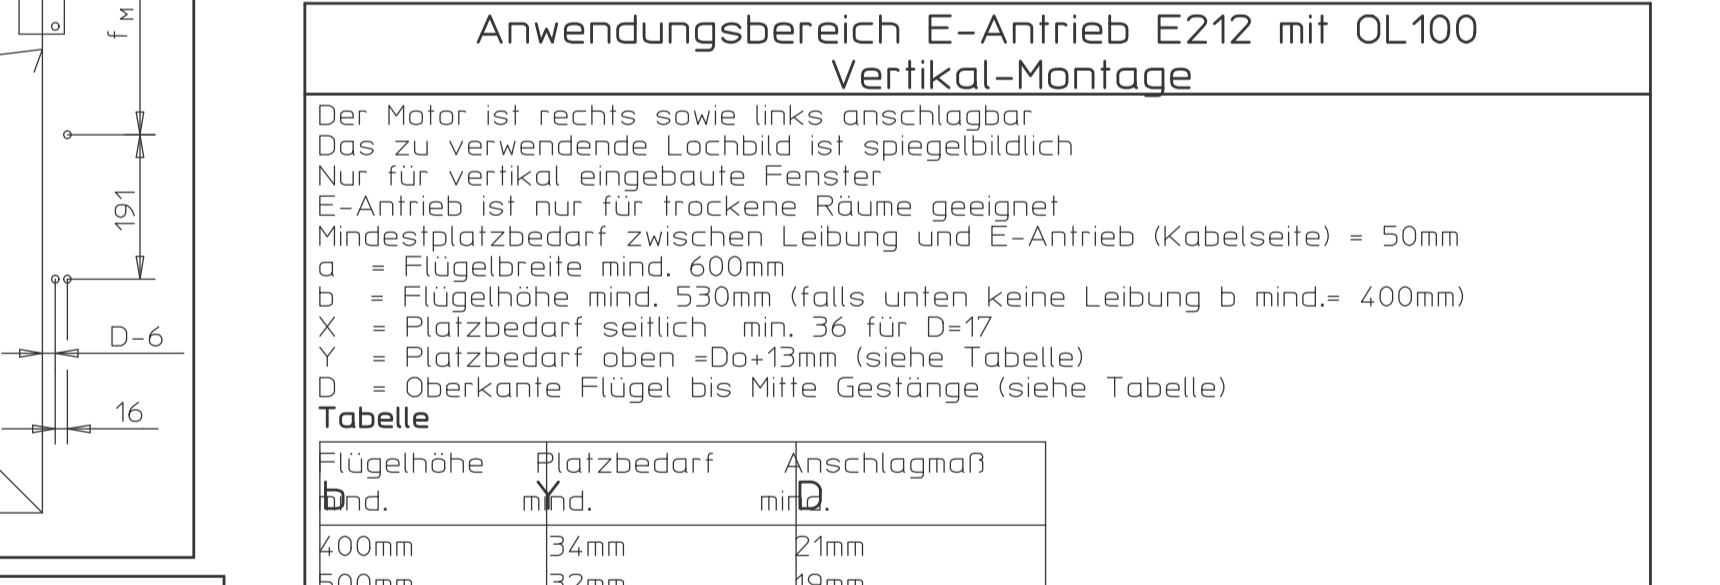 f M
191
D-6
16
Anwendungsbereich E-Antrieb E212 mit OL100
Vertikal-Montage
Der Motor ist rechts sowie links anschlagbar
Das zu verwendende Lochbild ist spiegelbildlich
Nur für vertikal eingebaute Fenster
E-Antrieb ist nur für trockene Räume geeignet
Mindestplatzbedarf zwischen Leibung und E-Antrieb (Kabelseite) = 50mm
a = Flügelbreite mind. 600mm
b = Flügelhöhe mind. 530mm (falls unten keine Leibung b mind.= 400mm)
X = Platzbedarf seitlich min. 36 für D=17
Y = Platzbedarf oben =Do+13mm (siehe Tabelle)
D = Oberkante Flügel bis Mitte Gestänge (siehe Tabelle)
Tabelle
Flügelhöhe Platzbedarf Anschlagmaß
b mind. Y mind. D mind.
400mm 34mm 21mm
500mm 32mm 19mm